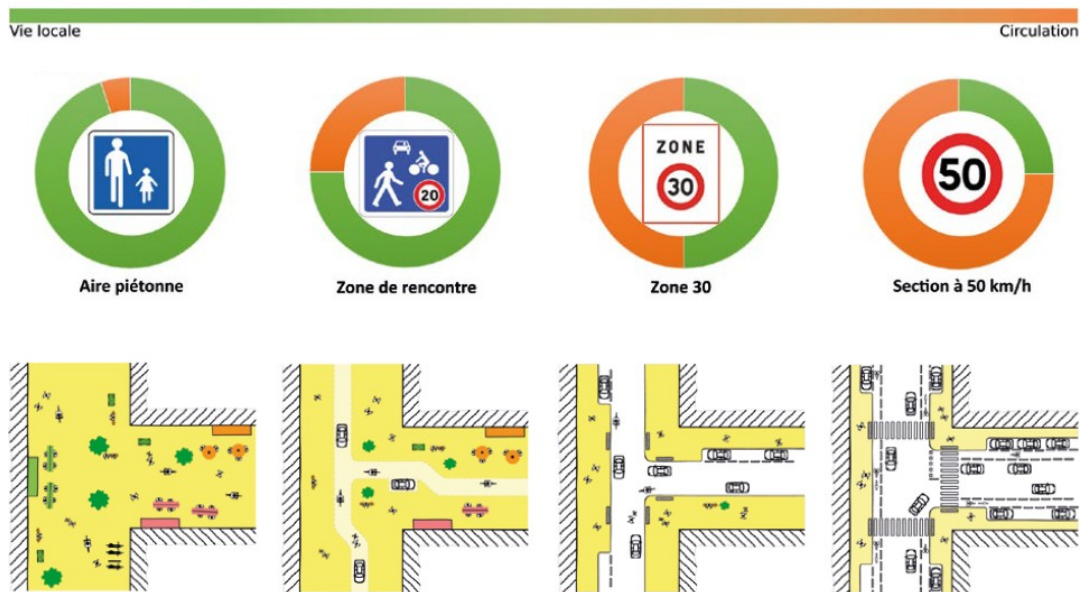 Vie locale
Circulation
20
ZONE
30
50
Aire piétonne
Zone de rencontre
Zone 30
Section à 50 km/h